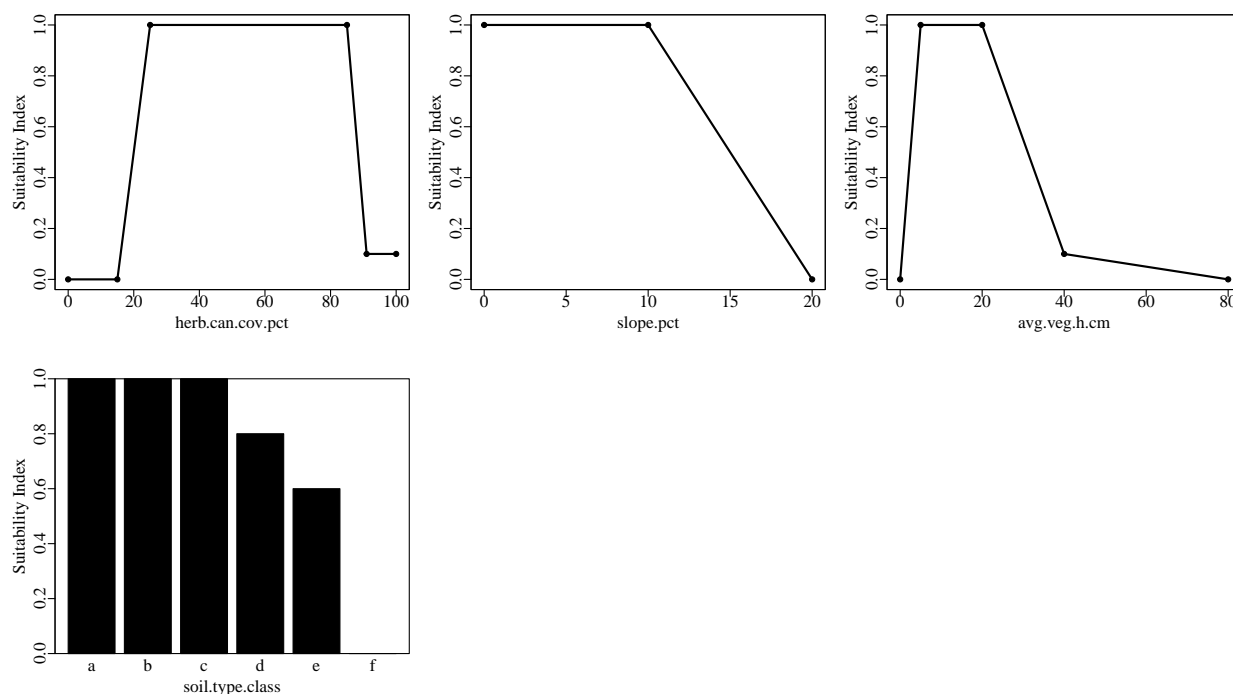 Suitability Index
0.0 0.2 0.4 0.6 0.8 1.0
0 20 40 60 80 100
herb.can.cov.pct
Suitability Index
0.0 0.2 0.4 0.6 0.8 1.0
0 5 10 15 20
slope.pct
Suitability Index
0.0 0.2 0.4 0.6 0.8 1.0
0 20 40 60 80
avg.veg.h.cm
Suitability Index
0.0 0.2 0.4 0.6 0.8 1.0
a b c d e f
soil.type.class